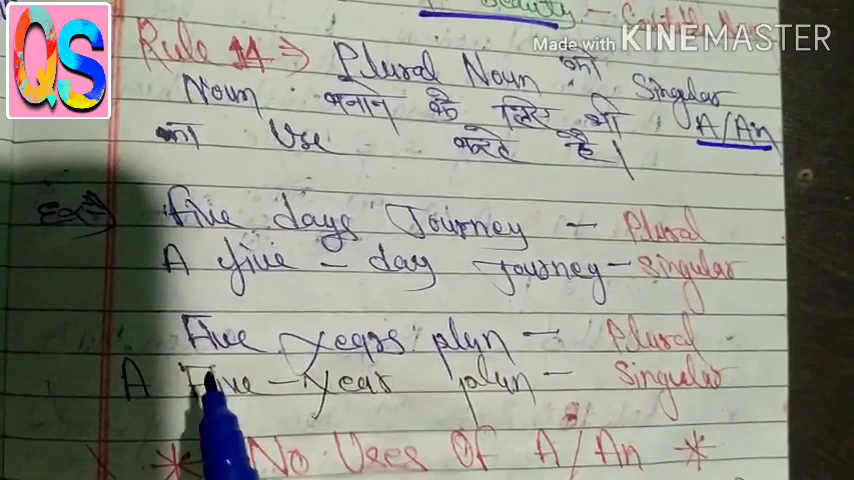 Beauty
Made with KINEMASTER
QS
Rule 14 ⇒ Plural Noun का Singular
Noun बनाने के लिए भी A/An
का Use करते है।
Ex:- Five days Journey - Plural
A five - day Journey - Singular
Five years plan - Plural
A Five - Year plan - Singular
* No Uses Of A/An *